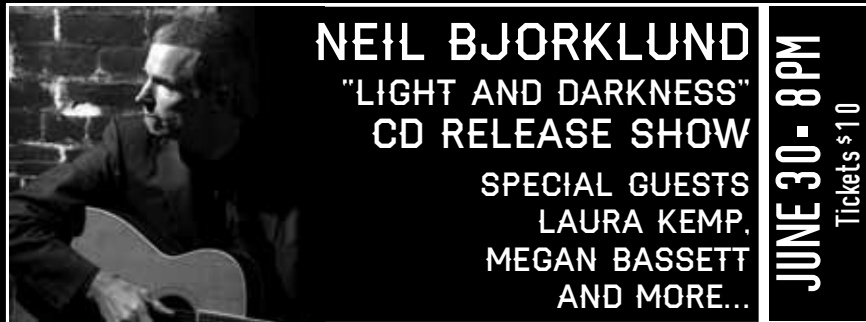 NEIL BJORKLUND
"LIGHT AND DARKNESS"
CD RELEASE SHOW
SPECIAL GUESTS
LAURA KEMP,
MEGAN BASSETT
AND MORE...
JUNE 30 - 8PM
Tickets $10